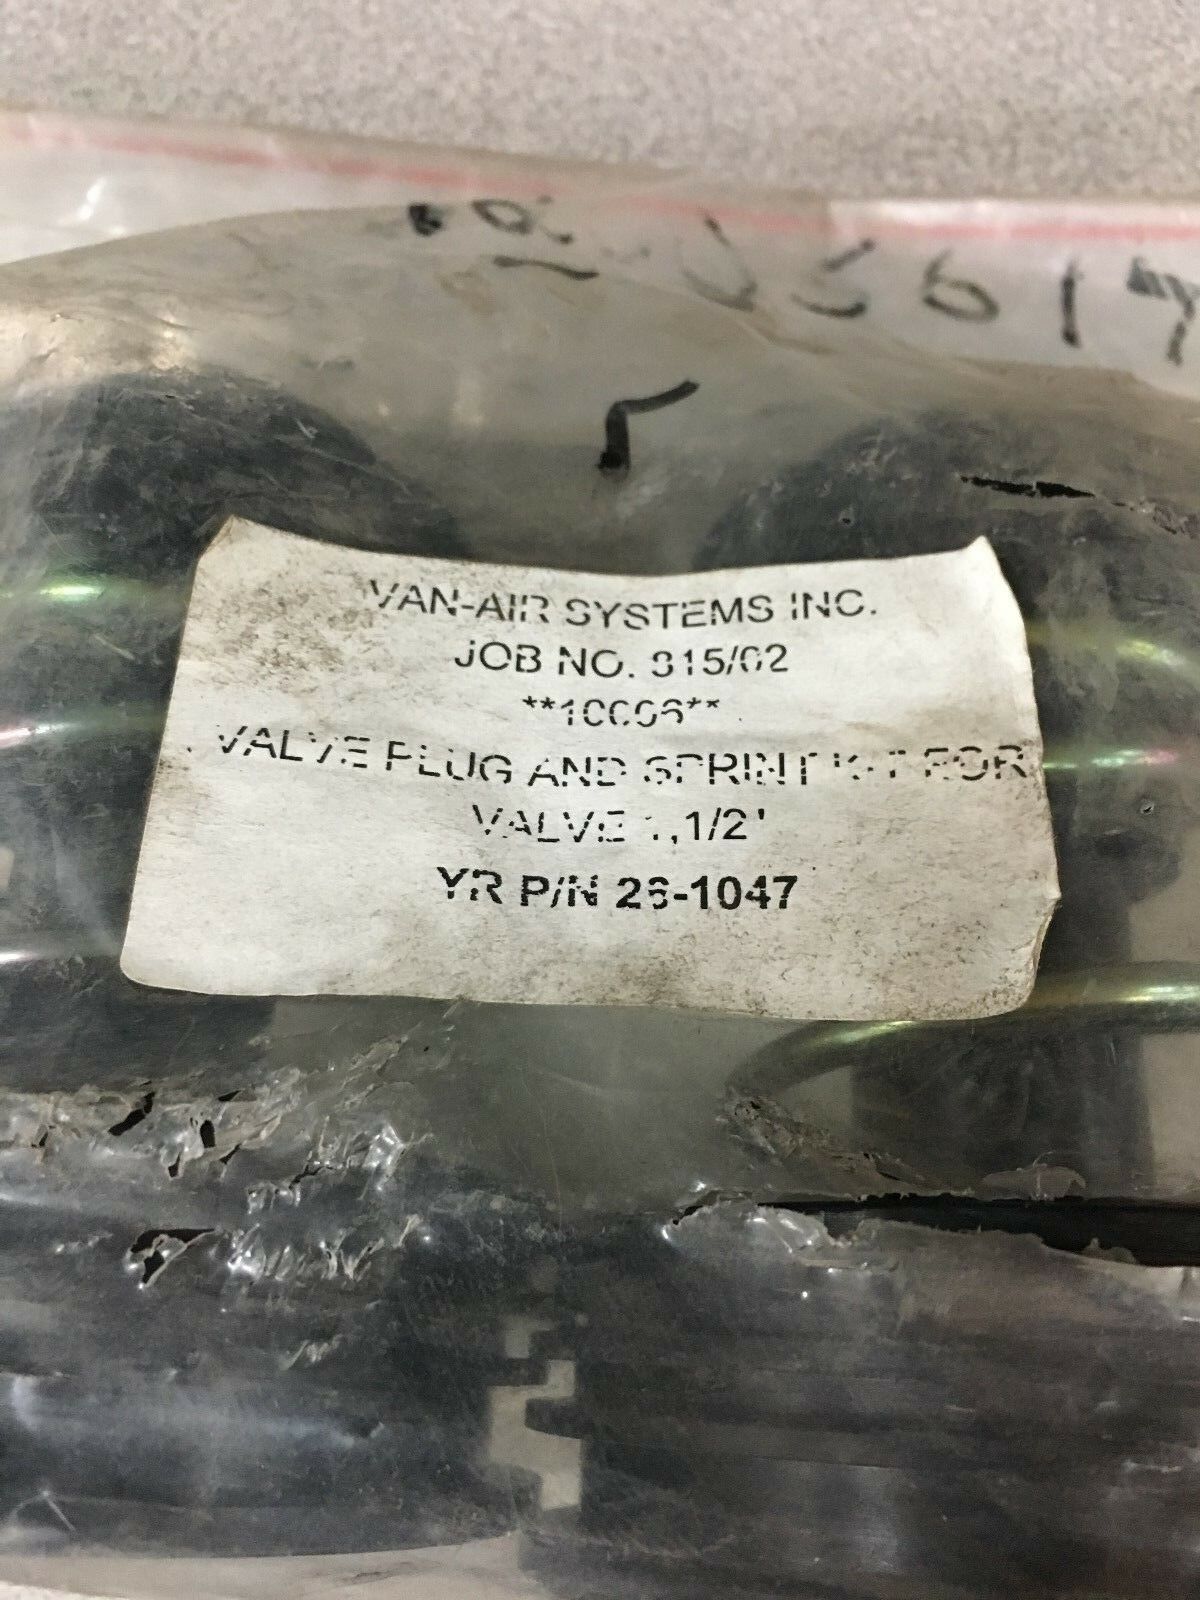 VAN-AIR SYSTEMS INC.
JOB NO. 815/02
**10006**
VALVE PLUG AND SPRINT KIT FOR
VALVE 1,1/2"
YR P/N 26-1047